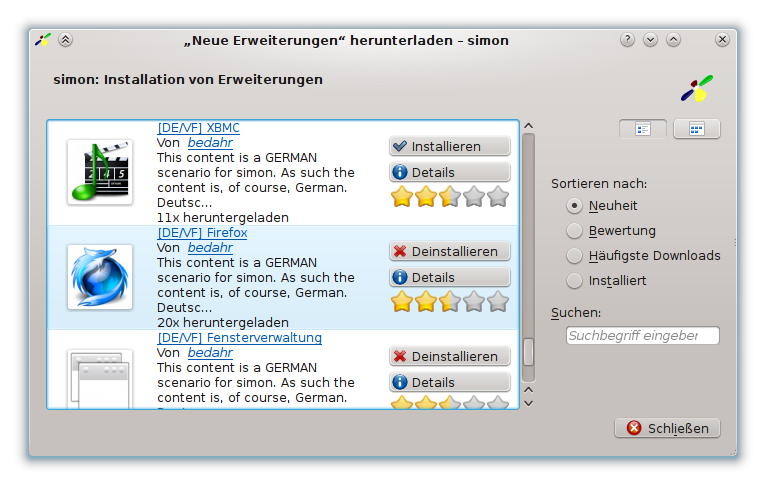 „Neue Erweiterungen“ herunterladen – simon
simon: Installation von Erweiterungen
[DE/VF] XBMC
Von bedahr
This content is a GERMAN
scenario for simon. As such the
content is, of course, German.
Deutsc...
11x heruntergeladen
Installieren
Details
[DE/VF] Firefox
Von bedahr
This content is a GERMAN
scenario for simon. As such the
content is, of course, German.
Deutsc...
20x heruntergeladen
Deinstallieren
Details
[DE/VF] Fensterverwaltung
Von bedahr
This content is a GERMAN
scenario for simon. As such the
content is, of course, German.
Deutsc...
Deinstallieren
Details
Sortieren nach:
Neuheit
Bewertung
Häufigste Downloads
Installiert
Suchen:
Suchbegriff eingeber
Schließen